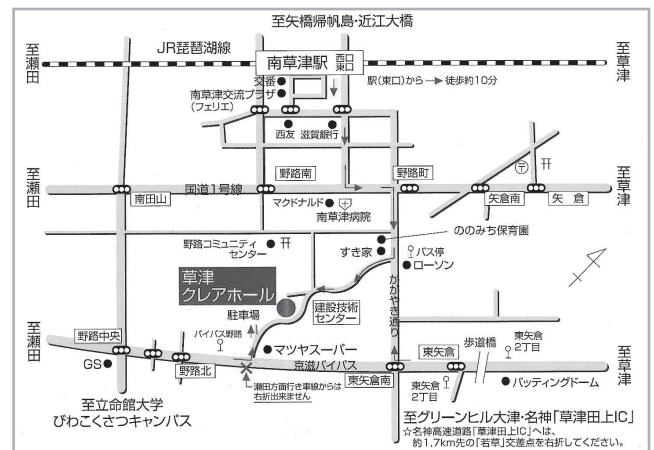 至矢橋帰帆島・近江大橋
JR琵琶湖線
至瀬田
南草津駅
西口
東口
至草津
駅(東口)から→徒歩約10分
交番
南草津交流プラザ
(フェリエ)
西友
滋賀銀行
野路南
野路町
国道1号線
南田山
マクドナルド
南草津病院
矢倉南
矢倉
至瀬田
至草津
野路コミュニティ
センター
ののみち保育園
すき家
バス停
ローソン
草津
クレアホール
駐車場
建設技術
センター
かがやき通り
至瀬田
野路中央
バイパス野路
マツヤスーパー
東矢倉
歩道橋
東矢倉
2丁目
至草津
GS
野路北
京滋バイパス
東矢倉南
東矢倉
2丁目
バッティングドーム
瀬田方面行き車線からは
右折出来ません
至立命館大学
びわこくさつキャンパス
至グリーンヒル大津・名神「草津田上IC」
☆名神高速道路「草津田上IC」へは、
約1.7km先の「若草」交差点を右折してください。